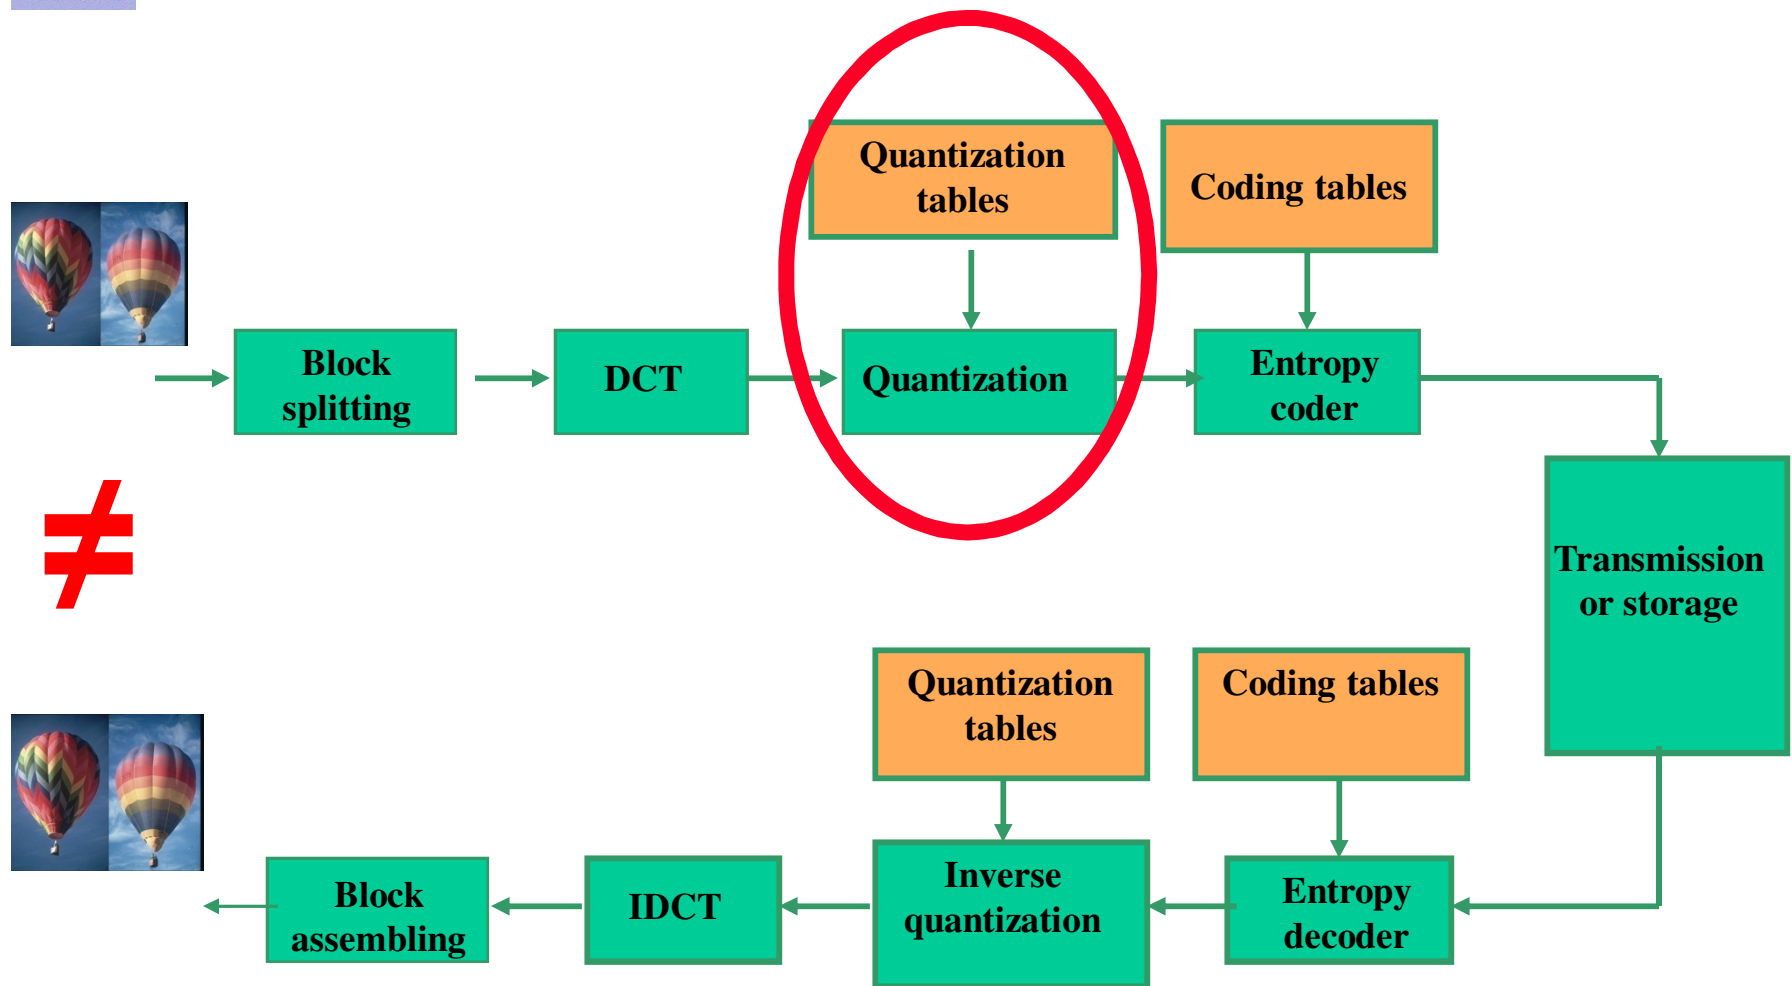 Quantization
tables
Coding tables
Block
splitting
DCT
Quantization
Entropy
coder
≠
Transmission
or storage
Quantization
tables
Coding tables
Block
assembling
IDCT
Inverse
quantization
Entropy
decoder